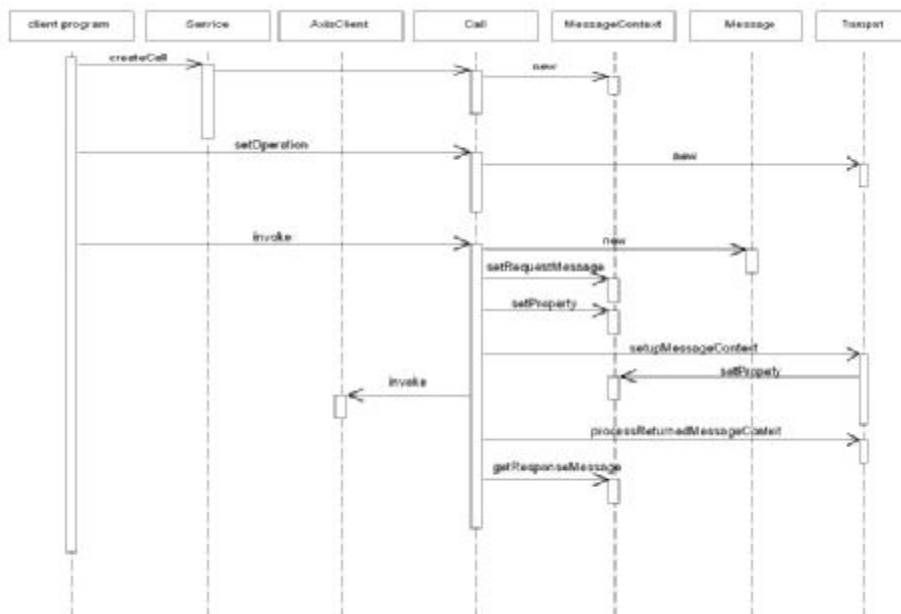 client program
Service
AxisClient
Call
MessageContext
Message
Transport
createCall
new
setOperation
new
invoke
new
setRequestMessage
setProperty
setupMessageContext
setPropety
invoke
processReturnedMessageContext
getResponseMessage